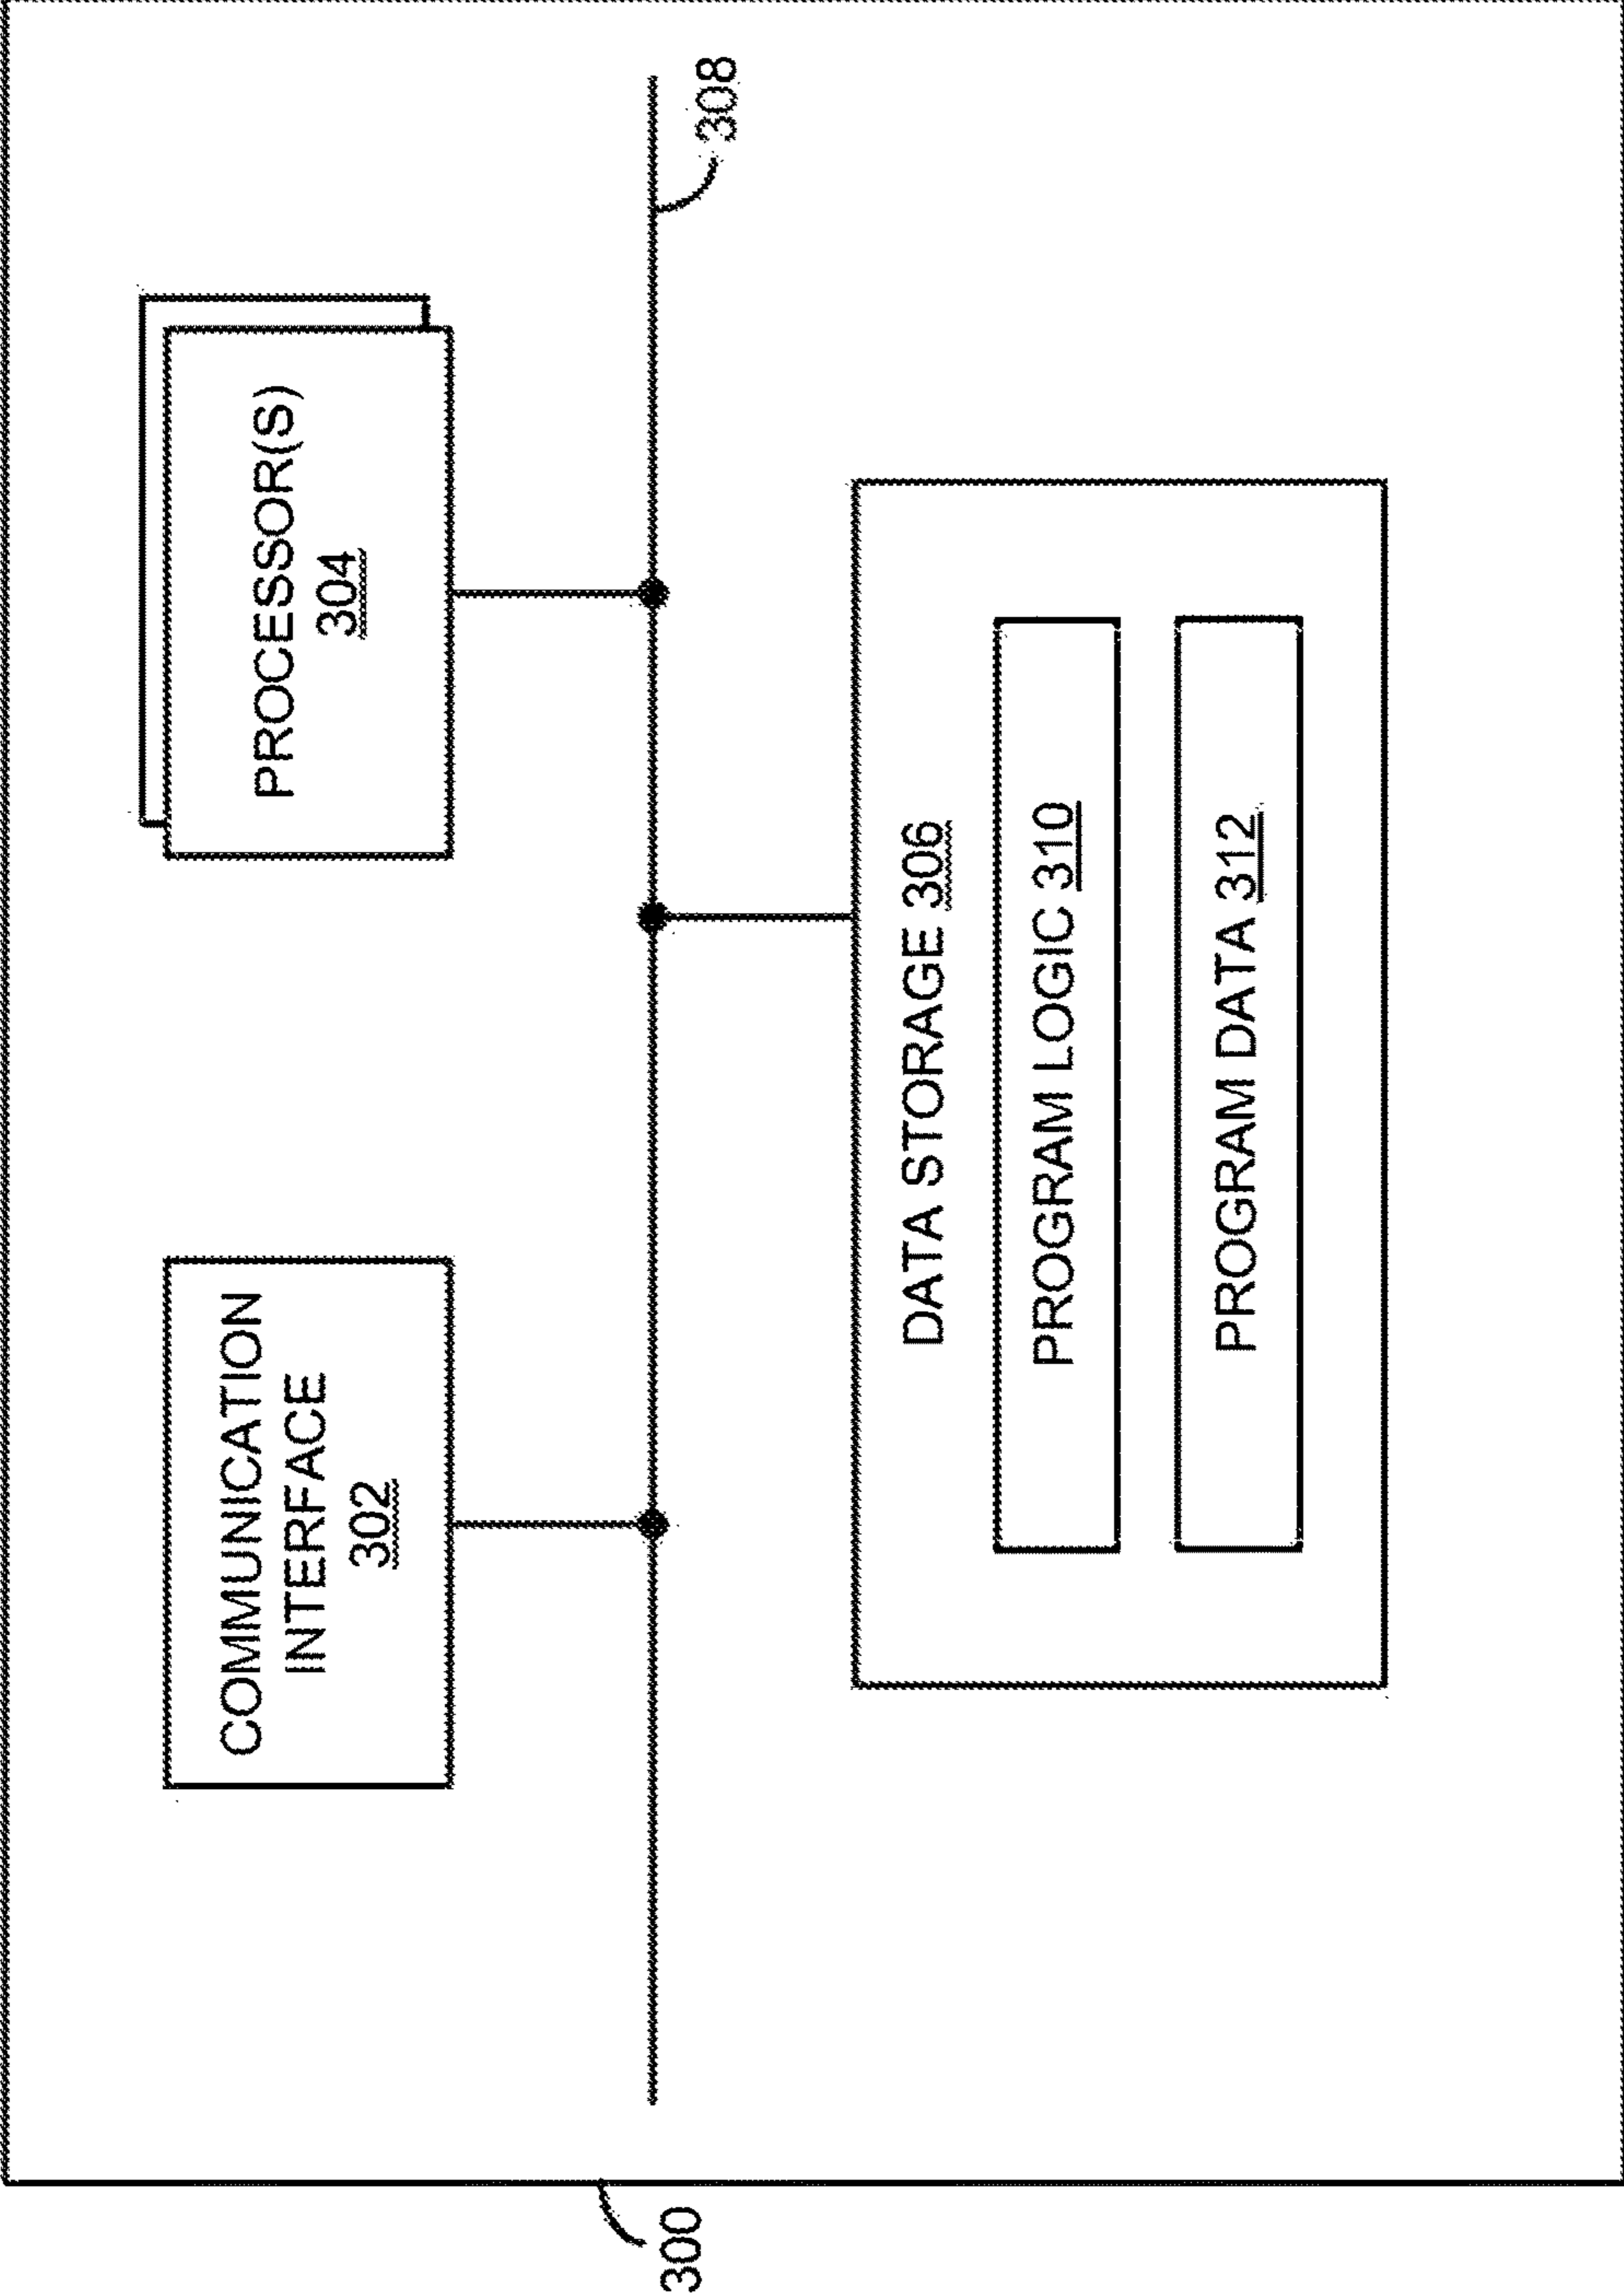 COMMUNICATION
INTERFACE
302
PROCESSOR(S)
304
308
300
DATA STORAGE 306
PROGRAM LOGIC 310
PROGRAM DATA 312